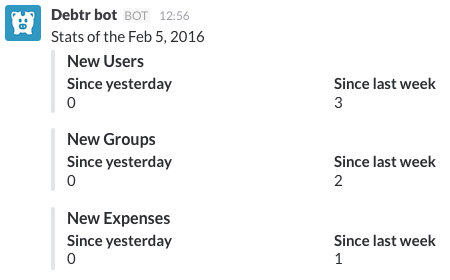 Debtr bot BOT 12:56
Stats of the Feb 5, 2016
New Users
Since yesterday Since last week
0 3
New Groups
Since yesterday Since last week
0 2
New Expenses
Since yesterday Since last week
0 1